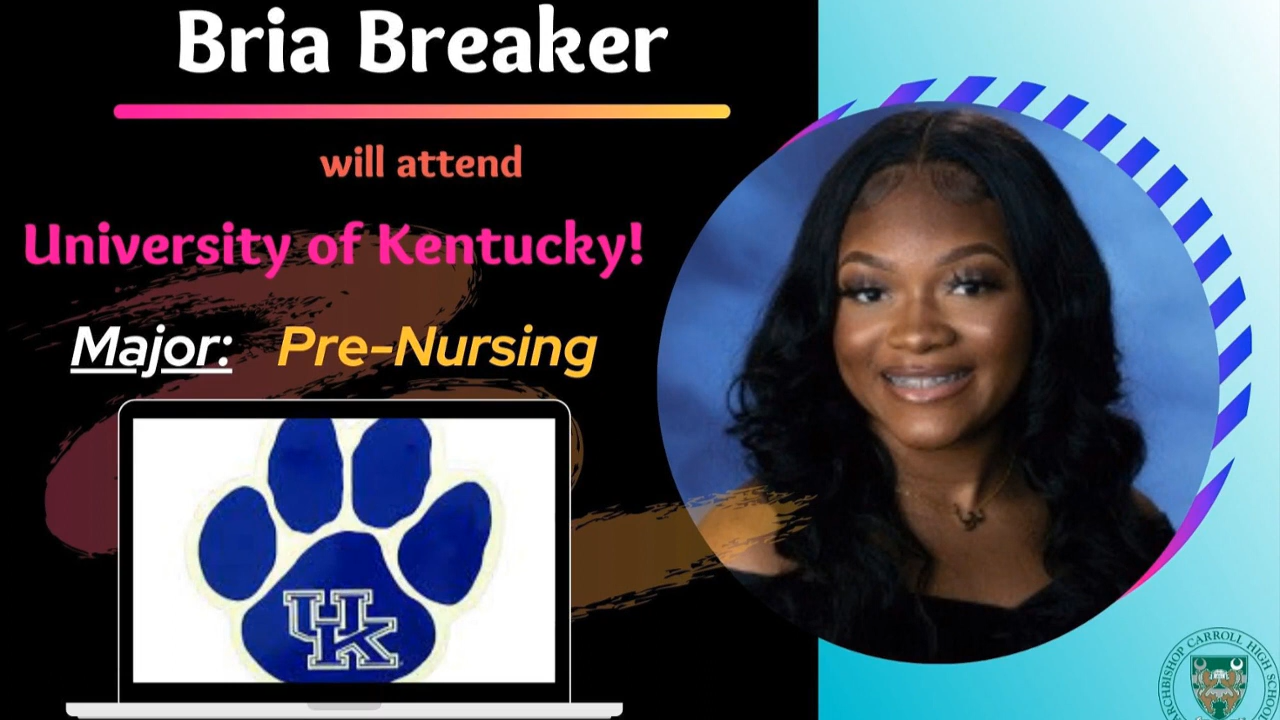 Bria Breaker
will attend
University of Kentucky!
Major: Pre-Nursing
UK
ARCHBISHOP CARROLL HIGH SCHOOL